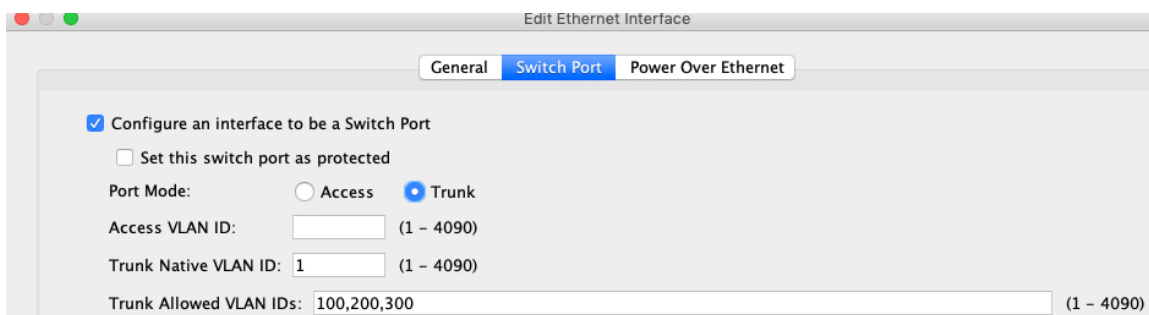 Edit Ethernet Interface
General Switch Port Power Over Ethernet
Configure an interface to be a Switch Port
Set this switch port as protected
Port Mode: Access Trunk
Access VLAN ID: (1 - 4090)
Trunk Native VLAN ID: 1 (1 - 4090)
Trunk Allowed VLAN IDs: 100,200,300 (1 - 4090)